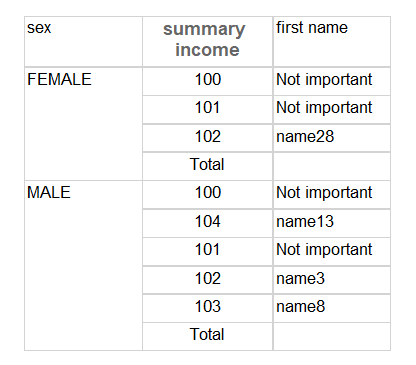 sex summary income first name
FEMALE 100 Not important
101 Not important
102 name28
Total
MALE 100 Not important
104 name13
101 Not important
102 name3
103 name8
Total